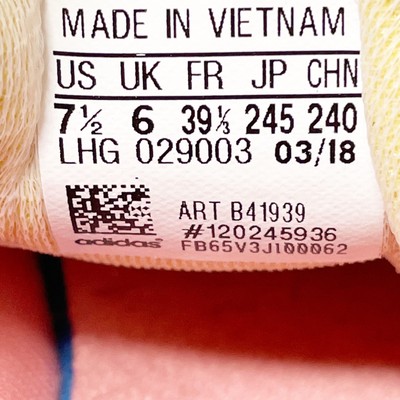 MADE IN VIETNAM
US UK FR JP CHN
7½ 6 39⅓ 245 240
LHG 029003 03/18
ART B41939
#120245936
adidas FB65V3J100062